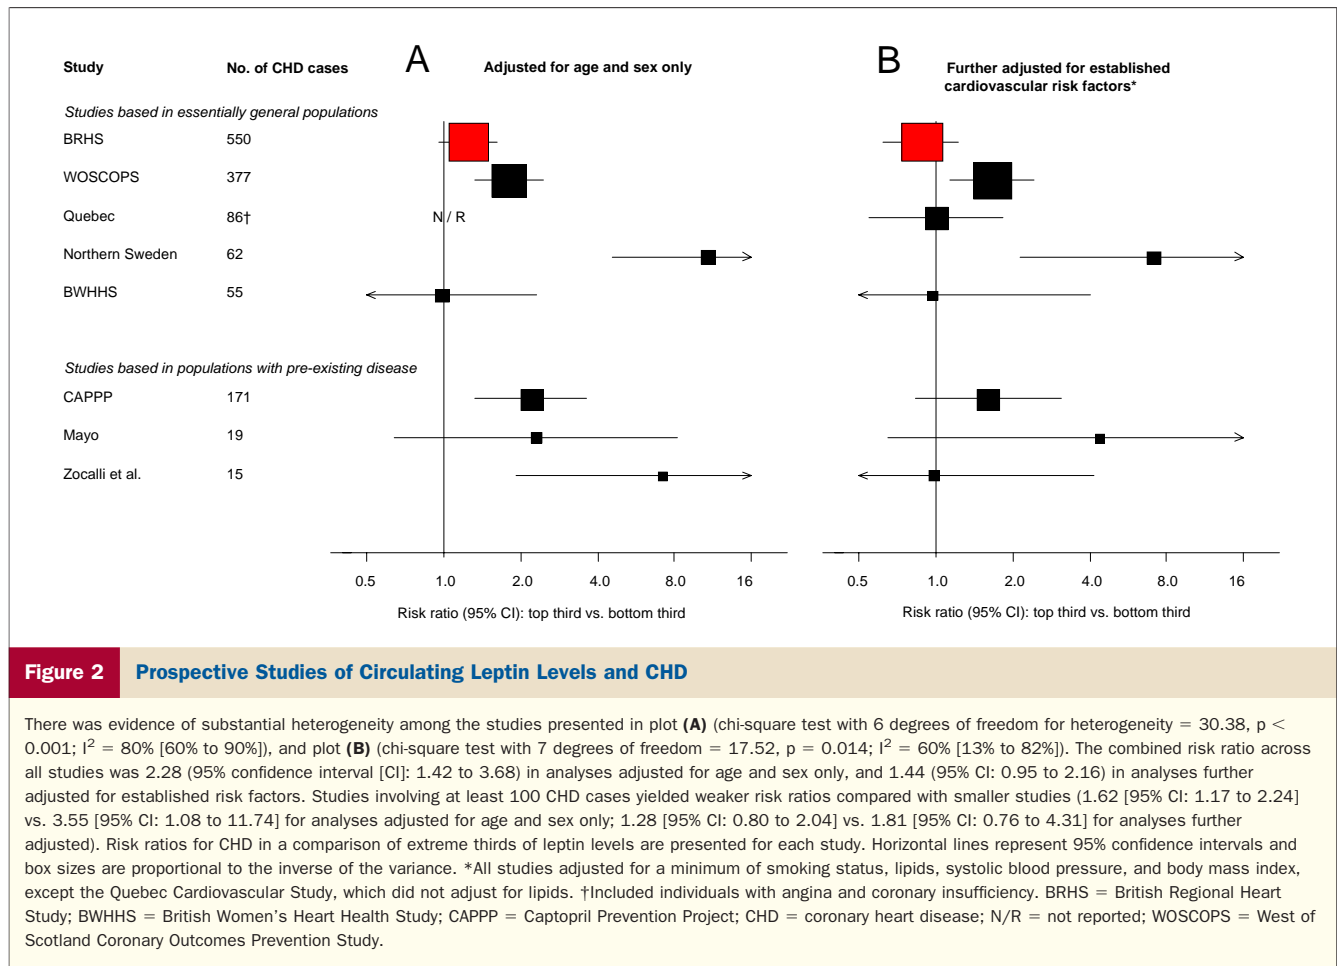 A
B
Study No. of CHD cases Adjusted for age and sex only Further adjusted for established
cardiovascular risk factors*
Studies based in essentially general populations
BRHS 550
WOSCOPS 377
Quebec 86† N / R
Northern Sweden 62
BWHHS 55
Studies based in populations with pre-existing disease
CAPPP 171
Mayo 19
Zocalli et al. 15
0.5 1.0 2.0 4.0 8.0 16 0.5 1.0 2.0 4.0 8.0 16
Risk ratio (95% CI): top third vs. bottom third Risk ratio (95% CI): top third vs. bottom third
Figure 2 Prospective Studies of Circulating Leptin Levels and CHD
There was evidence of substantial heterogeneity among the studies presented in plot (A) (chi-square test with 6 degrees of freedom for heterogeneity = 30.38, p <
0.001; I² = 80% [60% to 90%]), and plot (B) (chi-square test with 7 degrees of freedom = 17.52, p = 0.014; I² = 60% [13% to 82%]). The combined risk ratio across
all studies was 2.28 (95% confidence interval [CI]: 1.42 to 3.68) in analyses adjusted for age and sex only, and 1.44 (95% CI: 0.95 to 2.16) in analyses further
adjusted for established risk factors. Studies involving at least 100 CHD cases yielded weaker risk ratios compared with smaller studies (1.62 [95% CI: 1.17 to 2.24]
vs. 3.55 [95% CI: 1.08 to 11.74] for analyses adjusted for age and sex only; 1.28 [95% CI: 0.80 to 2.04] vs. 1.81 [95% CI: 0.76 to 4.31] for analyses further
adjusted). Risk ratios for CHD in a comparison of extreme thirds of leptin levels are presented for each study. Horizontal lines represent 95% confidence intervals and
box sizes are proportional to the inverse of the variance. *All studies adjusted for a minimum of smoking status, lipids, systolic blood pressure, and body mass index,
except the Quebec Cardiovascular Study, which did not adjust for lipids. †Included individuals with angina and coronary insufficiency. BRHS = British Regional Heart
Study; BWHHS = British Women's Heart Health Study; CAPPP = Captopril Prevention Project; CHD = coronary heart disease; N/R = not reported; WOSCOPS = West of
Scotland Coronary Outcomes Prevention Study.